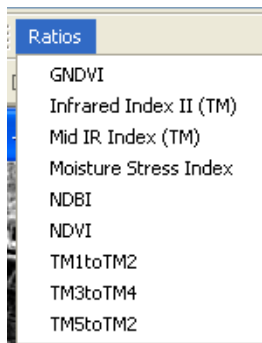 Ratios
GNDVI
Infrared Index II (TM)
Mid IR Index (TM)
Moisture Stress Index
NDBI
NDVI
TM1toTM2
TM3toTM4
TM5toTM2